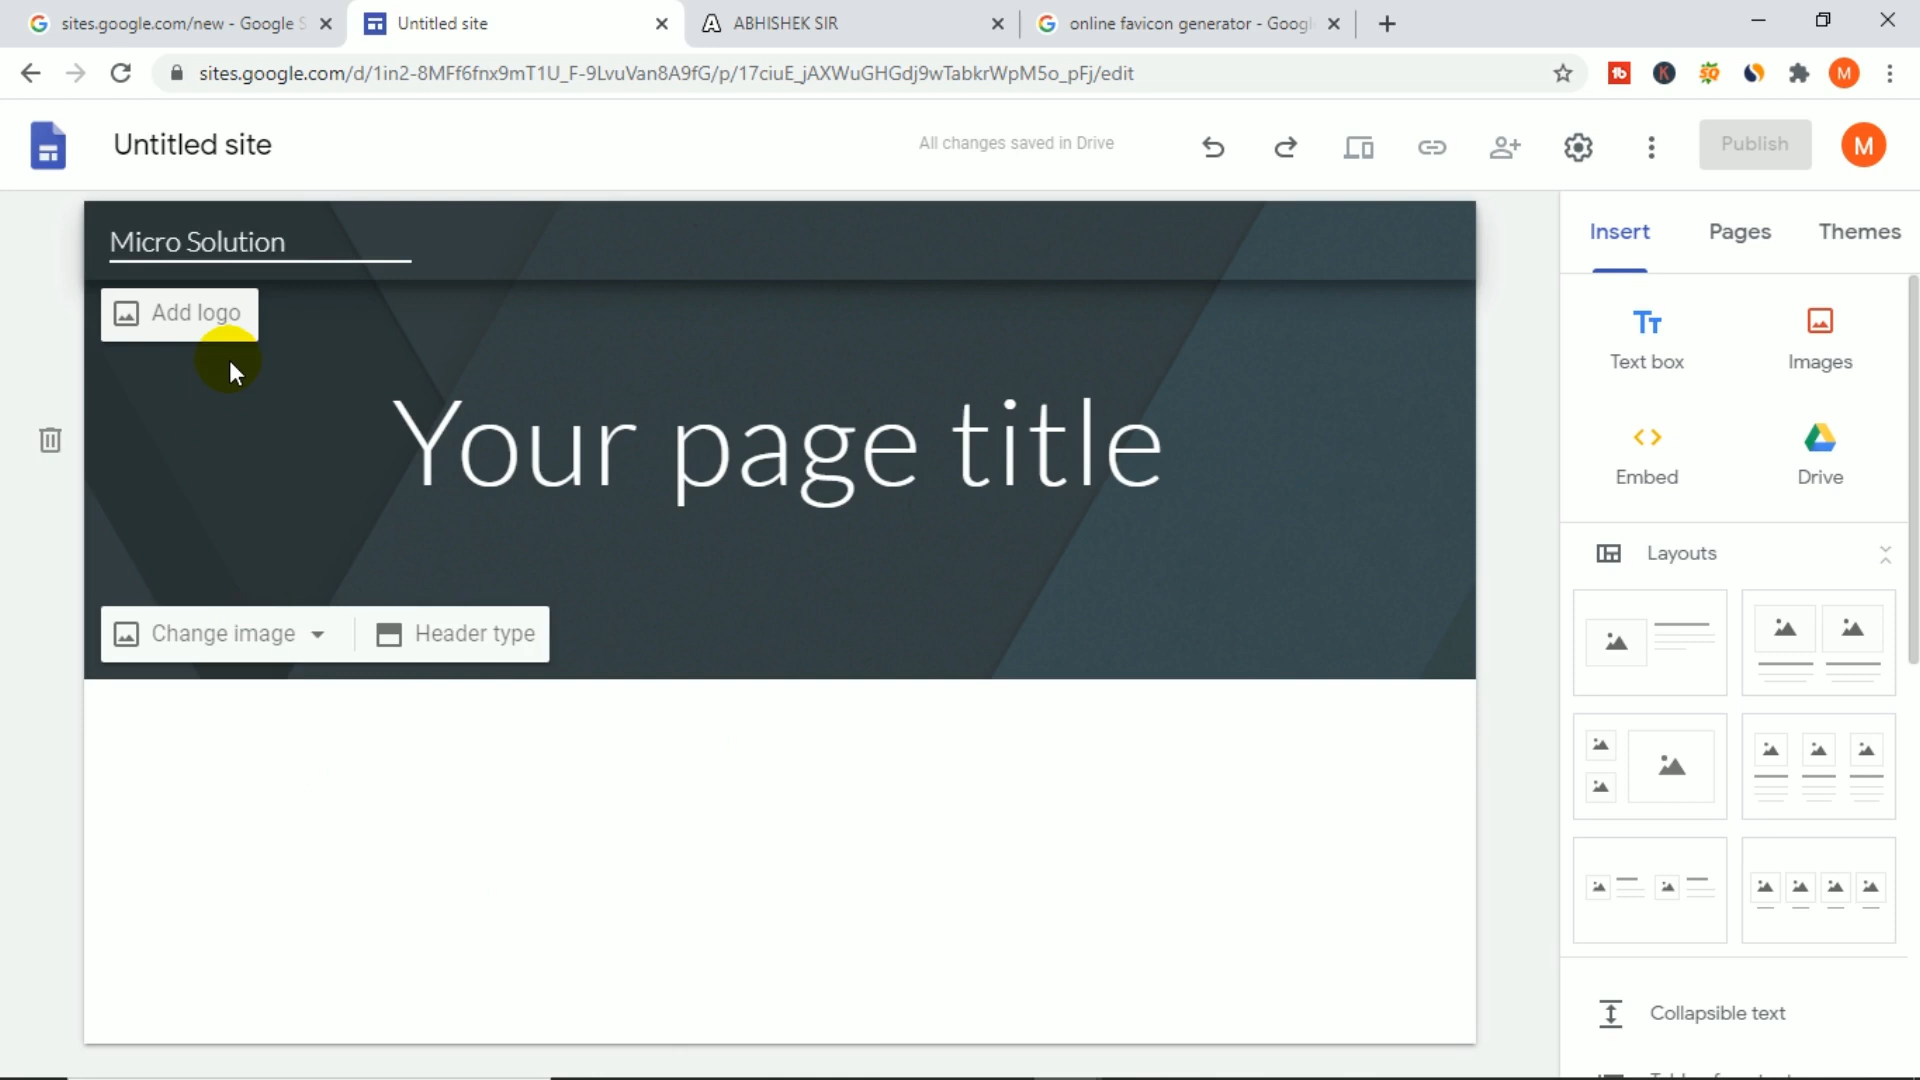 sites.google.com/new - Google S
Untitled site
ABHISHEK SIR
online favicon generator - Googl
sites.google.com/d/1in2-8MFf6fnx9mT1U_F-9LvuVan8A9fG/p/17ciuE_jAXWuGHGdj9wTabkrWpM5o_pFj/edit
Untitled site
All changes saved in Drive
Publish
M
Micro Solution
Add logo
Your page title
Change image
Header type
Insert
Pages
Themes
Text box
Images
Embed
Drive
Layouts
Collapsible text